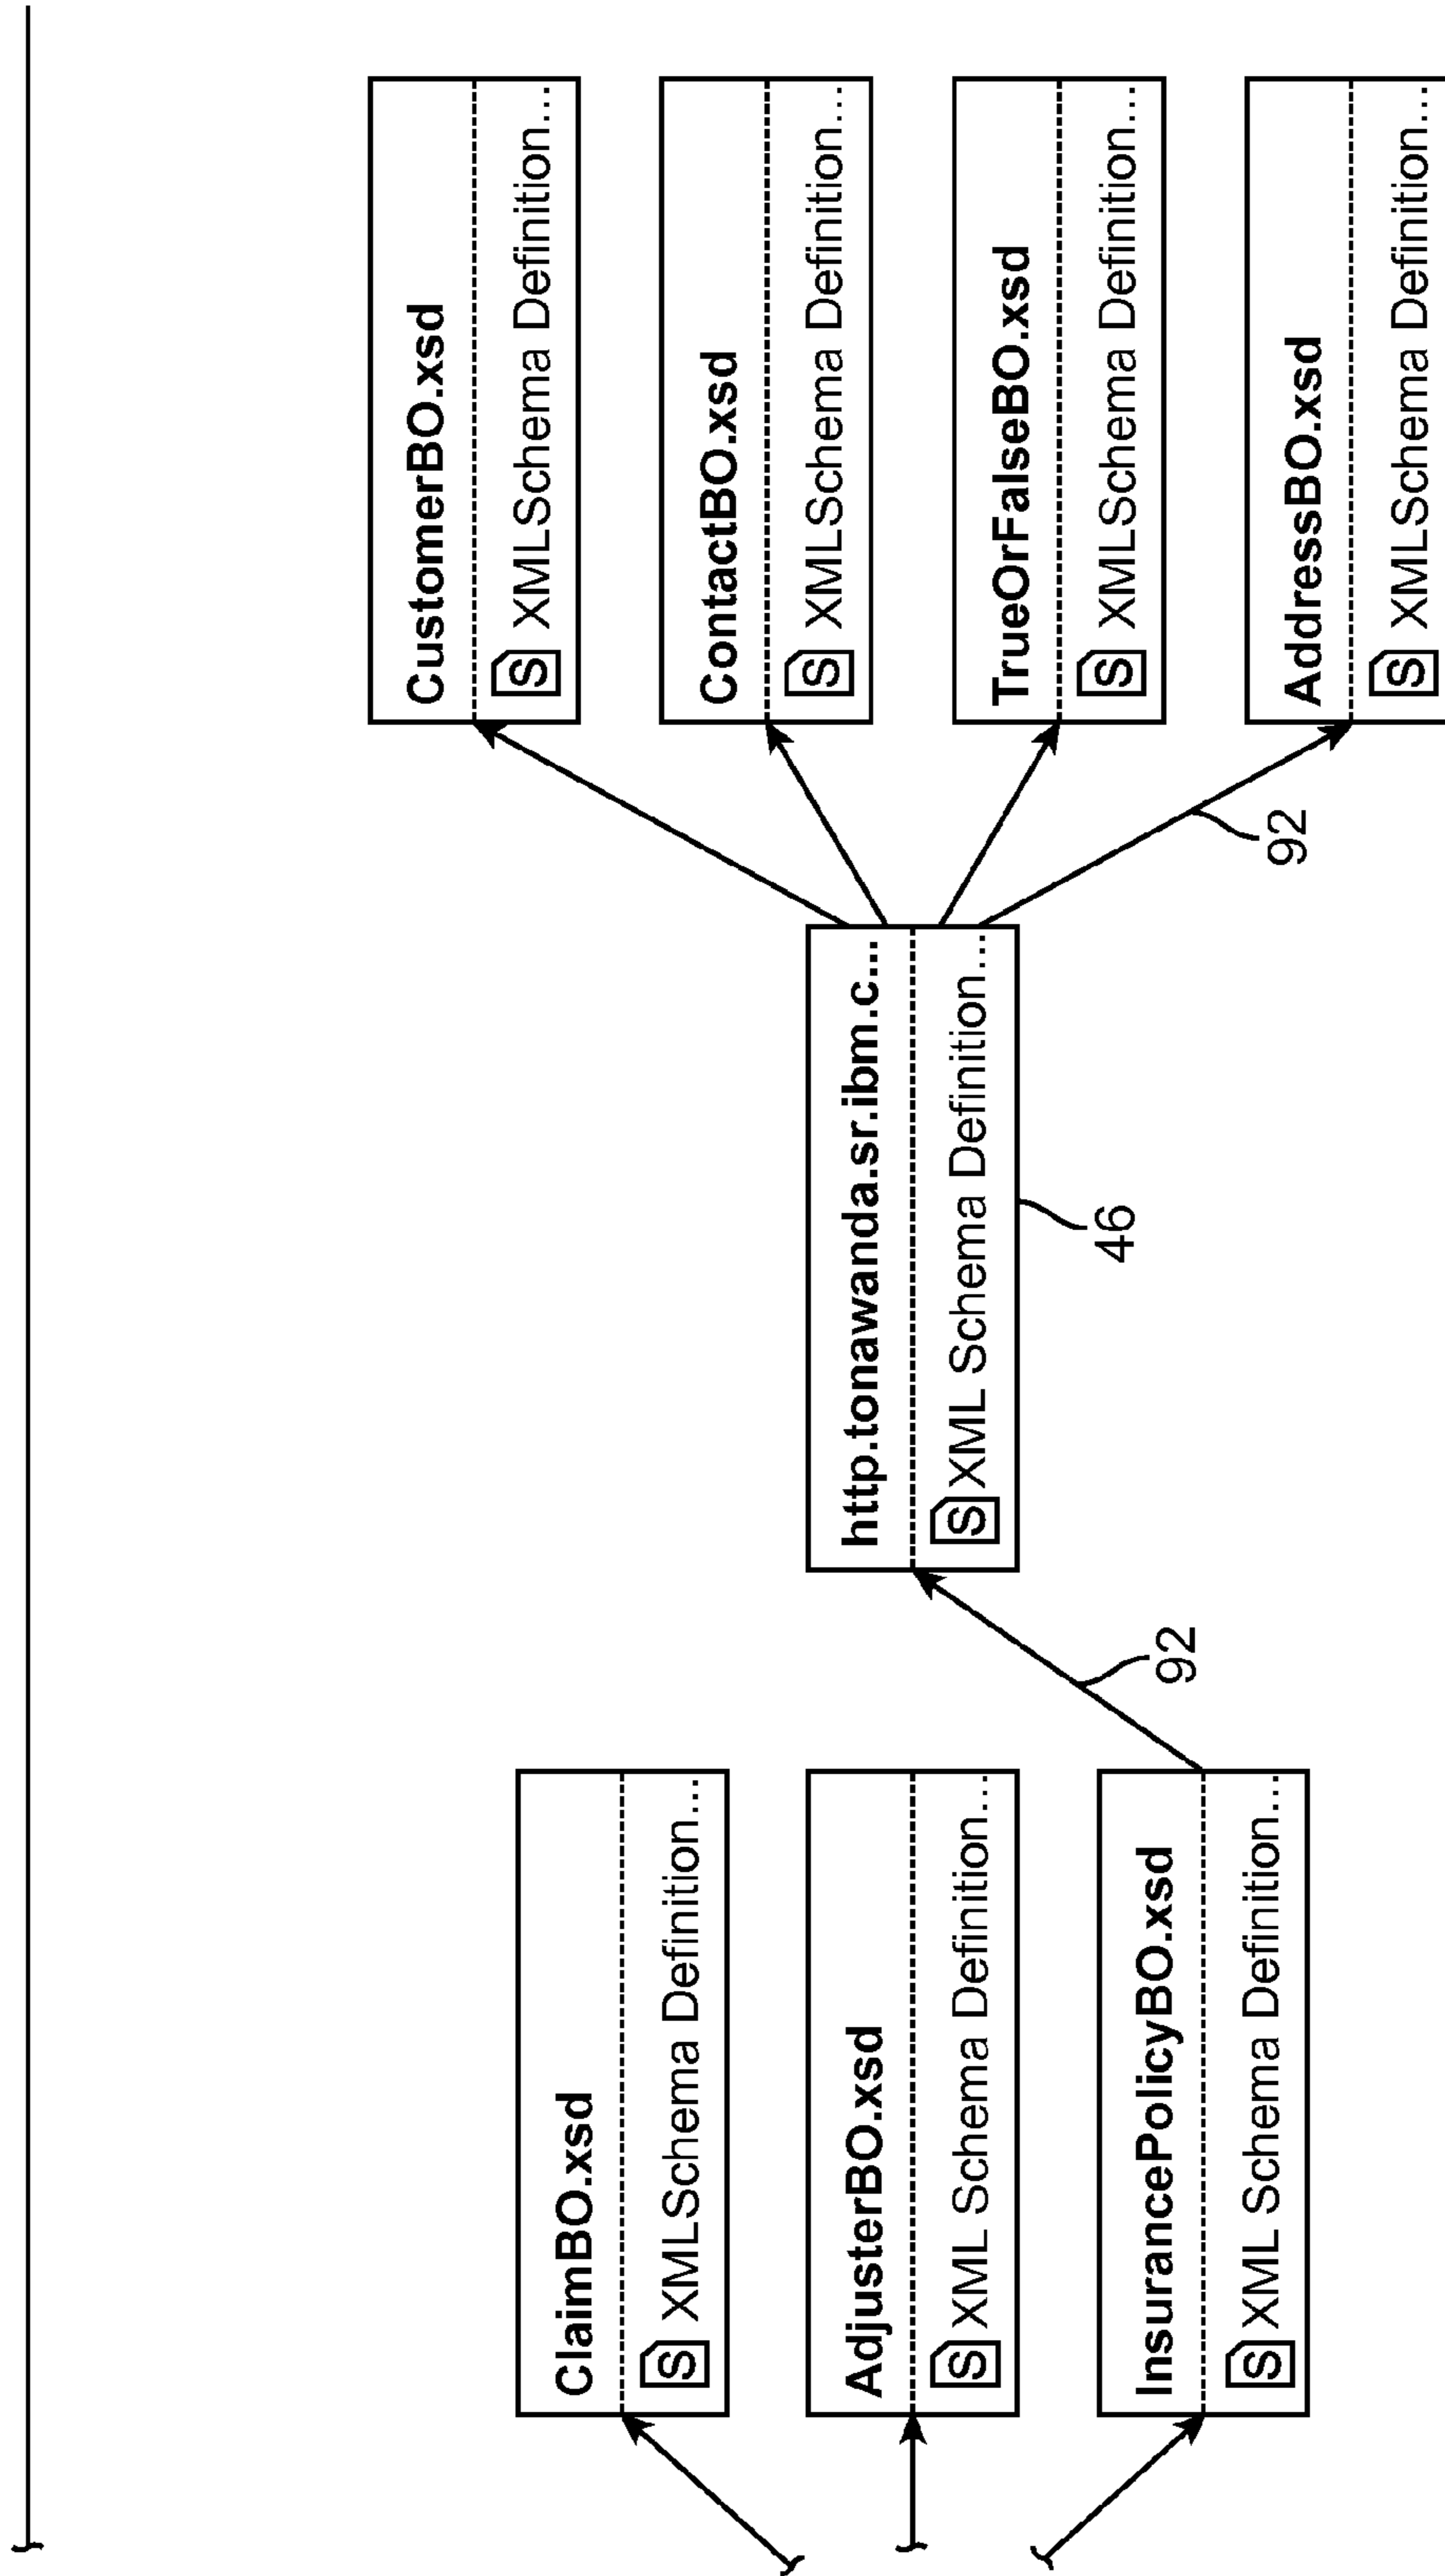 ClaimBO.xsd
S XMLSchema Definition...
AdjusterBO.xsd
S XML Schema Definition...
InsurancePolicyBO.xsd
S XML Schema Definition...
92
http.tonawanda.sr.ibm.c...
S XML Schema Definition...
46
CustomerBO.xsd
S XMLSchema Definition...
ContactBO.xsd
S XMLSchema Definition...
TrueOrFalseBO.xsd
S XMLSchema Definition...
AddressBO.xsd
S XMLSchema Definition...
92